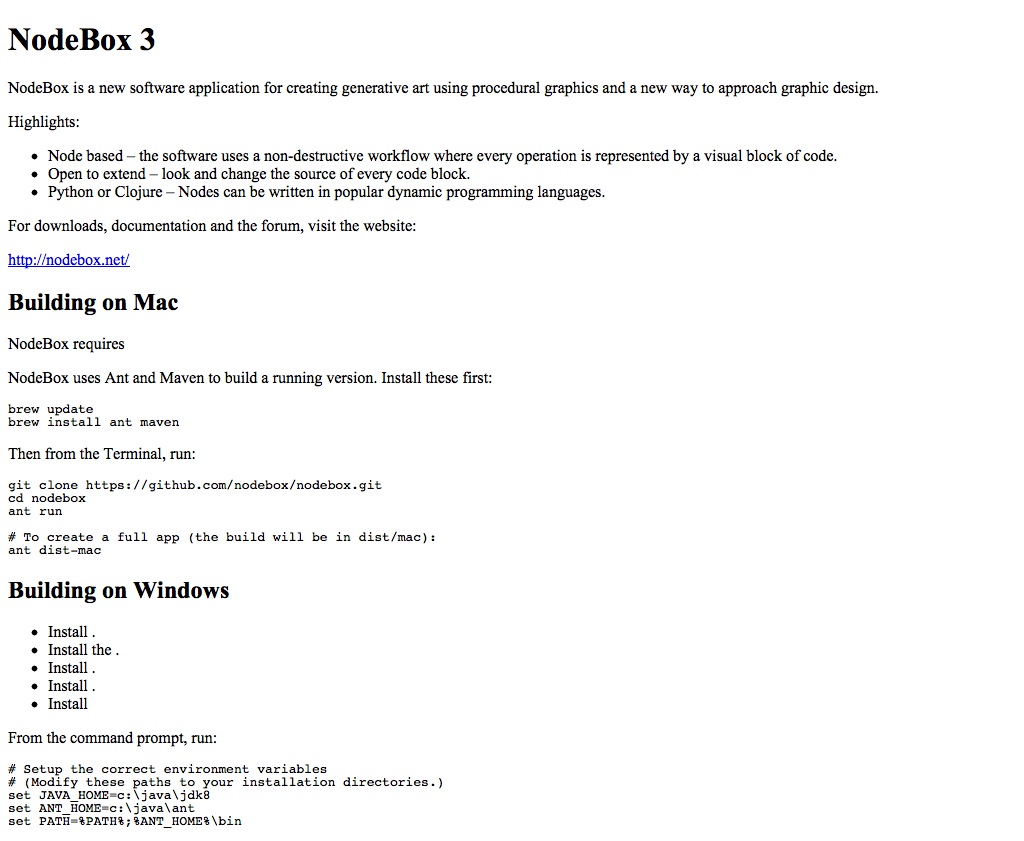 NodeBox 3
NodeBox is a new software application for creating generative art using procedural graphics and a new way to approach graphic design.
Highlights:
• Node based – the software uses a non-destructive workflow where every operation is represented by a visual block of code.
• Open to extend – look and change the source of every code block.
• Python or Clojure – Nodes can be written in popular dynamic programming languages.
For downloads, documentation and the forum, visit the website:
http://nodebox.net/
Building on Mac
NodeBox requires
NodeBox uses Ant and Maven to build a running version. Install these first:
brew update
brew install ant maven
Then from the Terminal, run:
git clone https://github.com/nodebox/nodebox.git
cd nodebox
ant run
# To create a full app (the build will be in dist/mac):
ant dist-mac
Building on Windows
• Install .
• Install the .
• Install .
• Install .
• Install
From the command prompt, run:
# Setup the correct environment variables
# (Modify these paths to your installation directories.)
set JAVA_HOME=c:\java\jdk8
set ANT_HOME=c:\java\ant
set PATH=%PATH%;%ANT_HOME%\bin